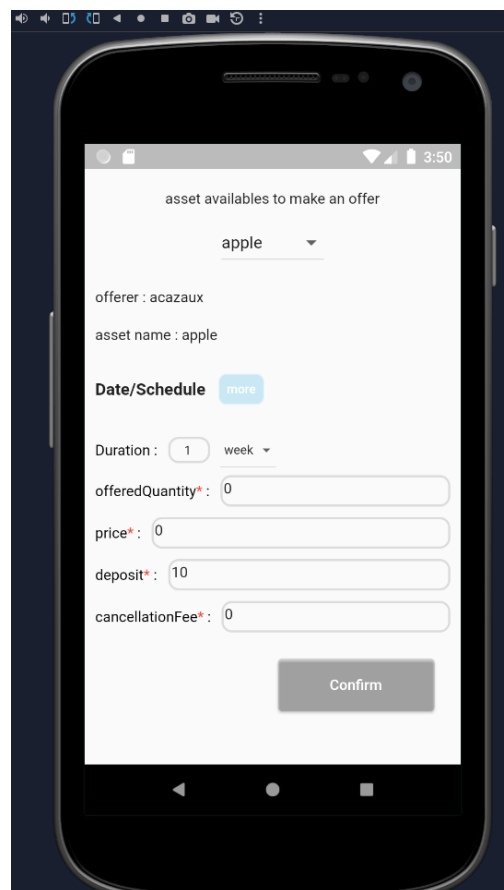 3:50
asset availables to make an offer
apple
offerer : acazaux
asset name : apple
Date/Schedule more
Duration : 1 week
offeredQuantity* : 0
price* : 0
deposit* : 10
cancellationFee* : 0
Confirm